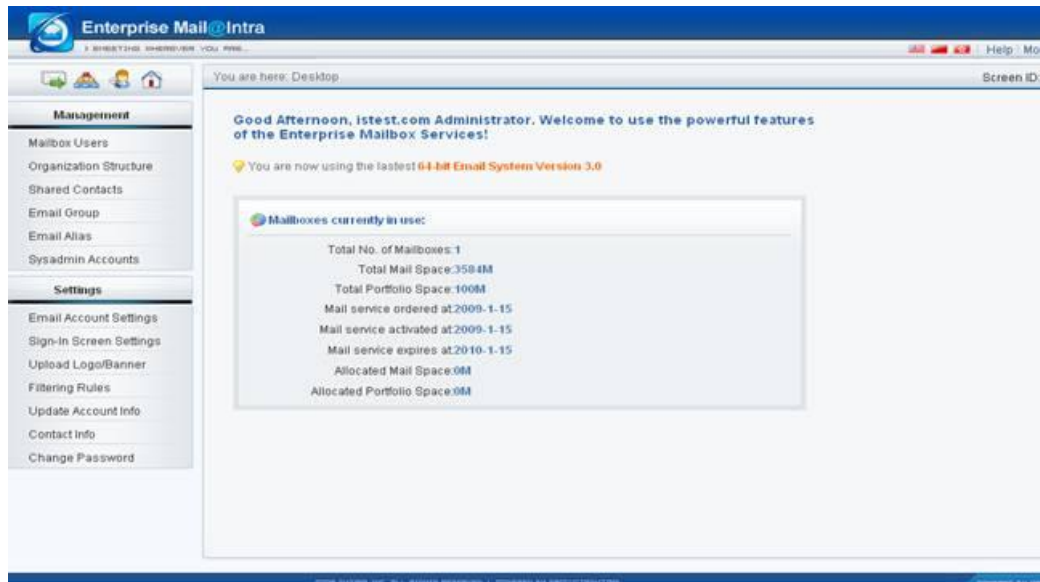 Enterprise Mail@Intra
Help Mo
You are here: Desktop
Screen ID:
Management
Mailbox Users
Organization Structure
Shared Contacts
Email Group
Email Alias
Sysadmin Accounts
Settings
Email Account Settings
Sign-In Screen Settings
Upload Logo/Banner
Filtering Rules
Update Account Info
Contact Info
Change Password
Good Afternoon, istest.com Administrator. Welcome to use the powerful features
of the Enterprise Mailbox Services!
You are now using the lastest 64-bit Email System Version 3.0
Mailboxes currently in use:
Total No. of Mailboxes:1
Total Mail Space:3584M
Total Portfolio Space:100M
Mail service ordered at:2009-1-15
Mail service activated at:2009-1-15
Mail service expires at:2010-1-15
Allocated Mail Space:0M
Allocated Portfolio Space:0M